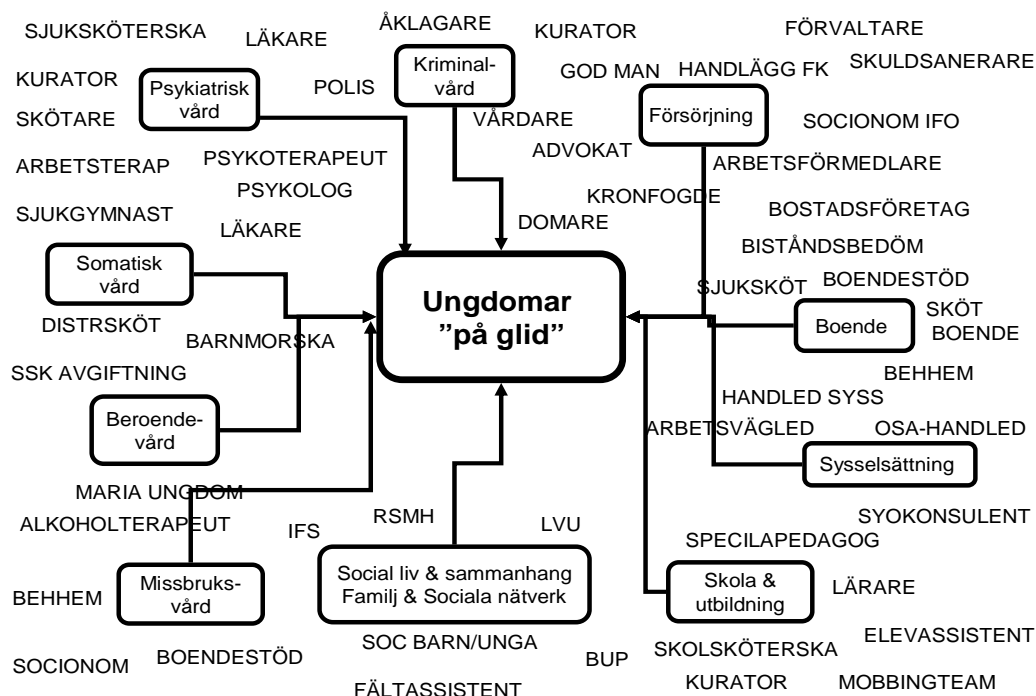 SJUKSKÖTERSKA
LÄKARE
ÅKLAGARE
KURATOR
FÖRVALTARE
KURATOR
Psykiatrisk
vård
POLIS
Kriminal-
vård
GOD MAN
HANDLÄGG FK
SKULDSANERARE
SKÖTARE
VÅRDARE
Försörjning
SOCIONOM IFO
ARBETSTERAP
PSYKOTERAPEUT
ADVOKAT
ARBETSFÖRMEDLARE
PSYKOLOG
KRONFOGDE
SJUKGYMNAST
LÄKARE
DOMARE
BOSTADSFÖRETAG
BISTÅNDSBEDÖM
Somatisk
vård
Ungdomar
”på glid”
SJUKSKÖT
BOENDESTÖD
DISTRSKÖT
BARNMORSKA
Boende
SKÖT
BOENDE
SSK AVGIFTNING
BEHHEM
Beroende-
vård
HANDLED SYSS
ARBETSVÄGLED
OSA-HANDLED
Sysselsättning
MARIA UNGDOM
ALKOHOLTERAPEUT
IFS
RSMH
LVU
SYOKONSULENT
SPECILAPEDAGOG
BEHHEM
Missbruks-
vård
Social liv & sammanhang
Familj & Sociala nätverk
Skola &
utbildning
LÄRARE
SOCIONOM
BOENDESTÖD
SOC BARN/UNGA
BUP
SKOLSKÖTERSKA
ELEVASSISTENT
FÄLTASSISTENT
KURATOR
MOBBINGTEAM